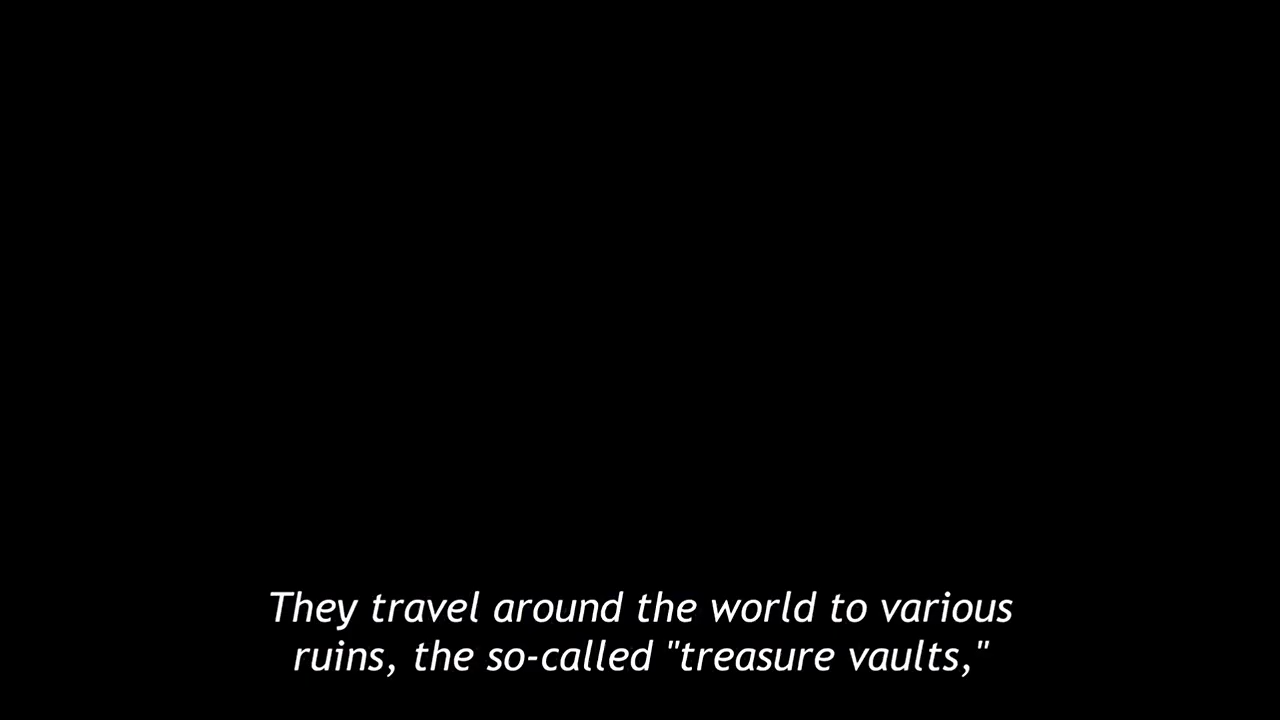 They travel around the world to various
ruins, the so-called "treasure vaults,"